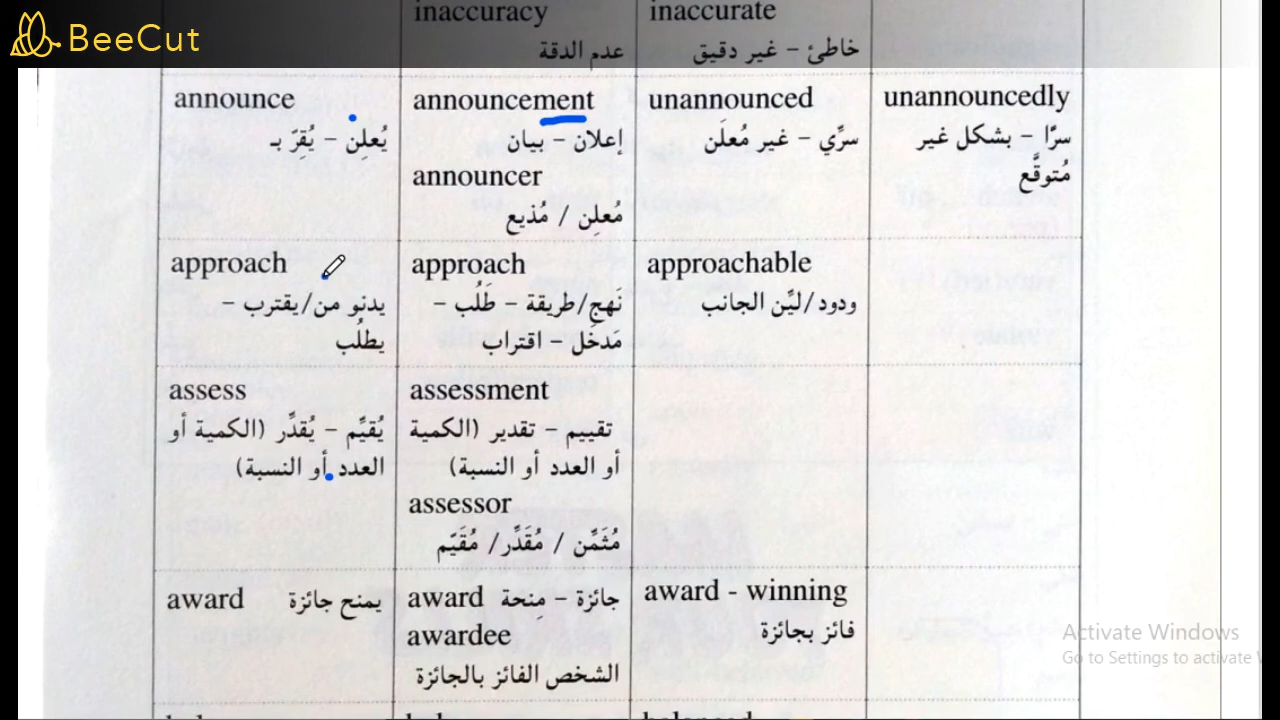 BeeCut
inaccuracy
عدم الدقة
inaccurate
خاطئ – غير دقيق
announce
يُعلِن – يُقِرّ بـ
announcement
إعلان – بيان
announcer
مُعلِن / مُذيع
unannounced
سرِّي – غير مُعلَن
unannouncedly
سرًّا – بشكل غير
مُتوقَّع
approach
يدنو من/يقترب –
يطلُب
approach
نهج/طريقة – طَلُب –
مَدخَل – اقتراب
approachable
ودود/ليِّن الجانب
assess
يُقيِّم – يُقدِّر (الكمية أو
العدد أو النسبة)
assessment
تقييم – تقدير (الكمية
أو العدد أو النسبة)
assessor
مُثَمِّن / مُقَدِّر/ مُقَيِّم
award يمنح جائزة
award جائزة – مِنحة
awardee
الشخص الفائز بالجائزة
award - winning
فائز بجائزة
Activate Windows
Go to Settings to activate